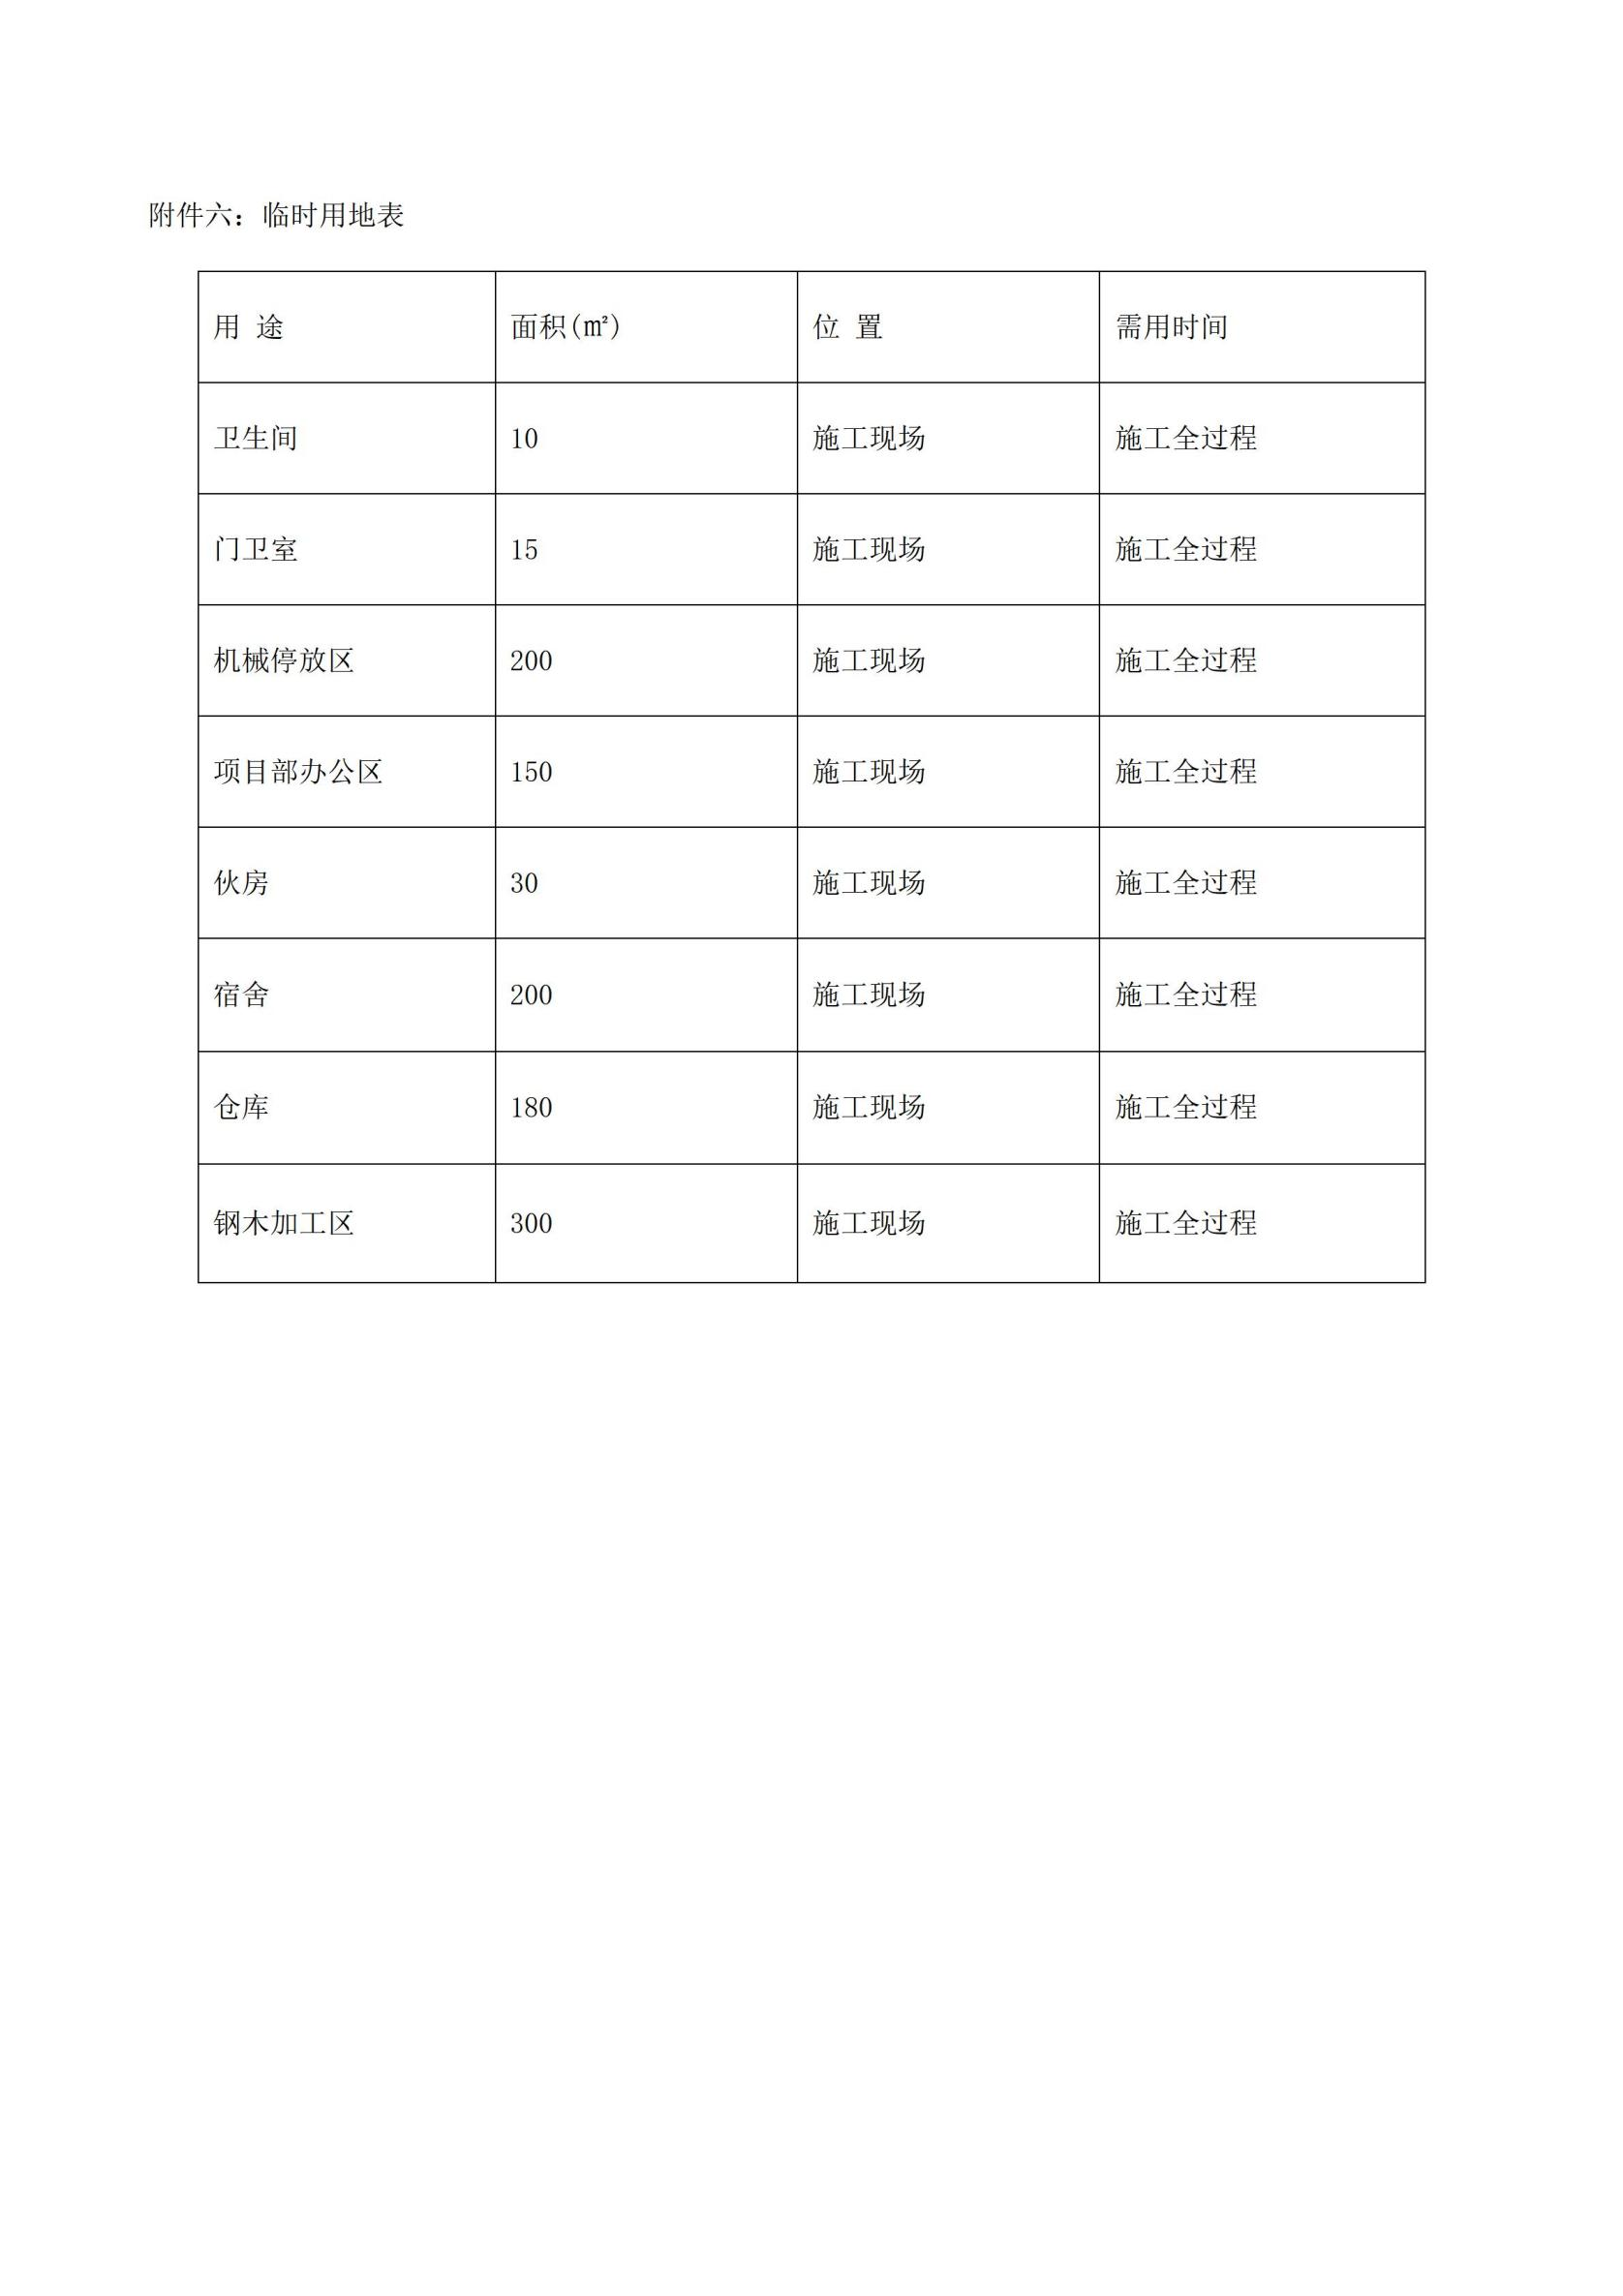 附件六：临时用地表
用 途 面积(㎡) 位 置 需用时间
卫生间 10 施工现场 施工全过程
门卫室 15 施工现场 施工全过程
机械停放区 200 施工现场 施工全过程
项目部办公区 150 施工现场 施工全过程
伙房 30 施工现场 施工全过程
宿舍 200 施工现场 施工全过程
仓库 180 施工现场 施工全过程
钢木加工区 300 施工现场 施工全过程